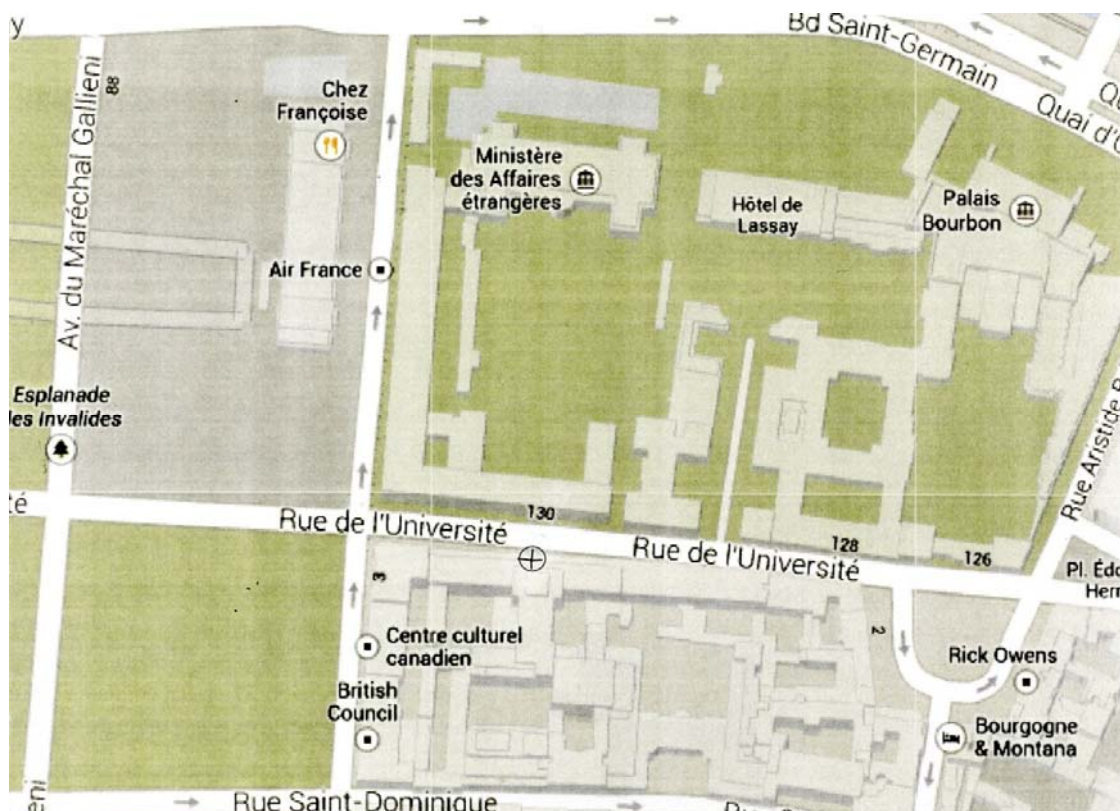 y
Bd Saint-Germain
88
Chez
Françoise
Av. du Maréchal Gallieni
Quai d'O
Ministère
des Affaires
étrangères
Hôtel de
Lassay
Palais
Bourbon
Air France
Esplanade
des Invalides
Rue Aristide
té
Rue de l'Université
130
Rue de l'Université
128
126
Pl. Édo
Herr
3
2
Centre culturel
canadien
Rick Owens
British
Council
Bourgogne
& Montana
eni
Rue Saint-Dominique